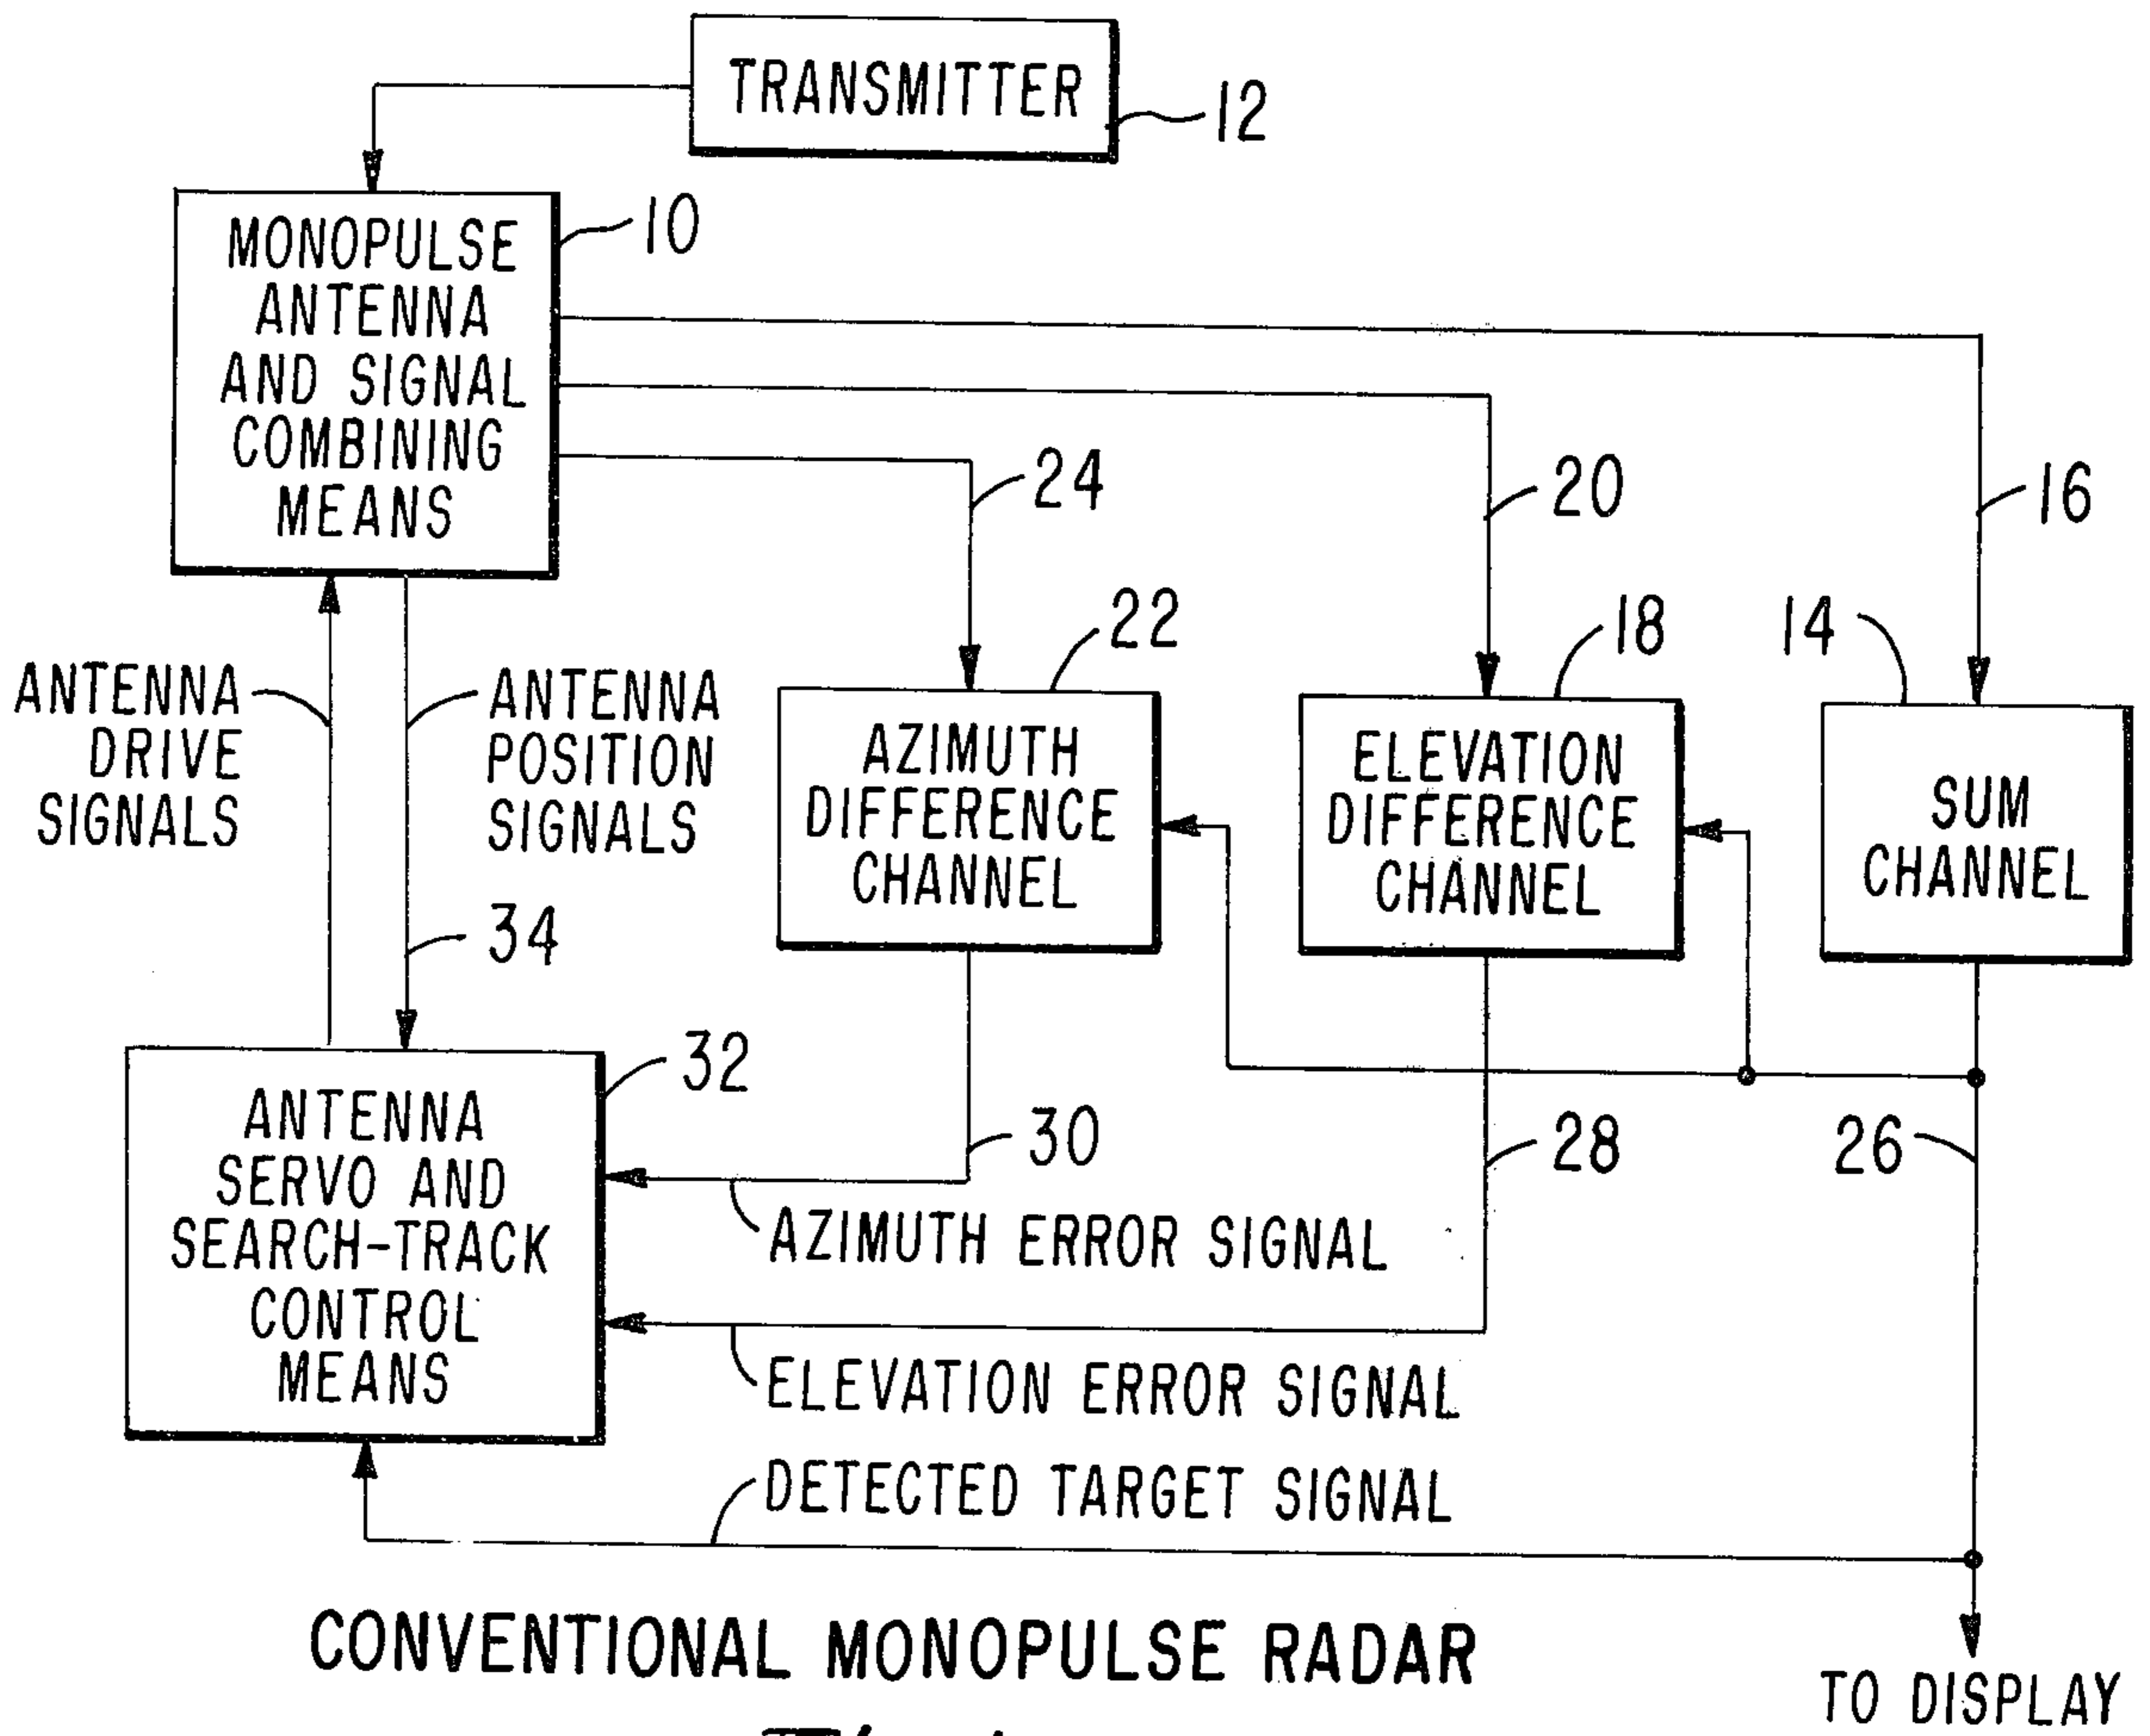 TRANSMITTER
12
MONOPULSE
ANTENNA
AND SIGNAL
COMBINING
MEANS
10
24
20
16
22
18
14
ANTENNA
DRIVE
SIGNALS
ANTENNA
POSITION
SIGNALS
34
AZIMUTH
DIFFERENCE
CHANNEL
ELEVATION
DIFFERENCE
CHANNEL
SUM
CHANNEL
32
ANTENNA
SERVO AND
SEARCH-TRACK
CONTROL
MEANS
30
28
26
AZIMUTH ERROR SIGNAL
ELEVATION ERROR SIGNAL
DETECTED TARGET SIGNAL
CONVENTIONAL MONOPULSE RADAR
TO DISPLAY